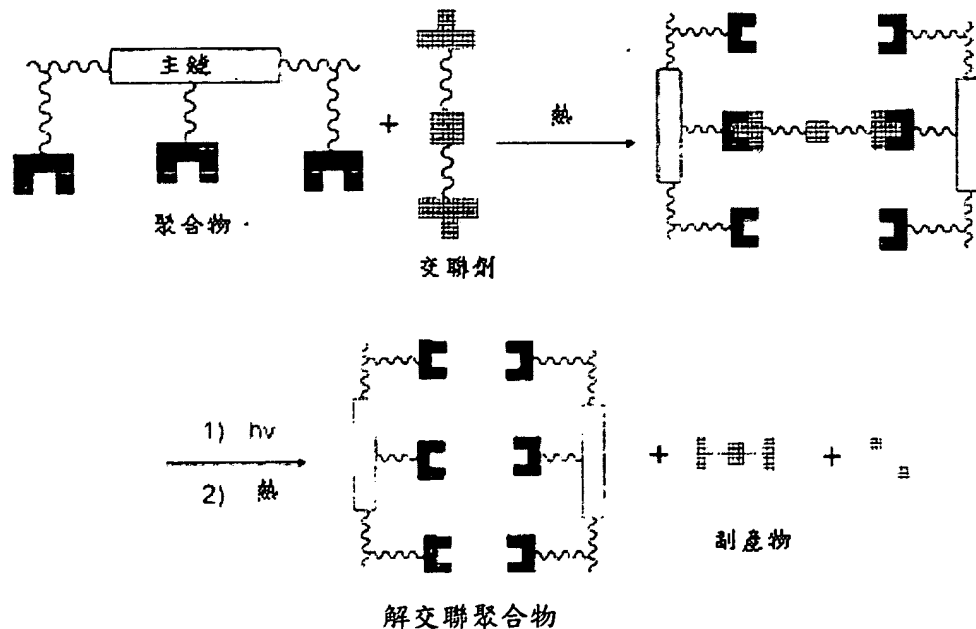 主鏈
+
熱
聚合物
交聯劑
1) hν
2) 熱
+
+
副產物
解交聯聚合物